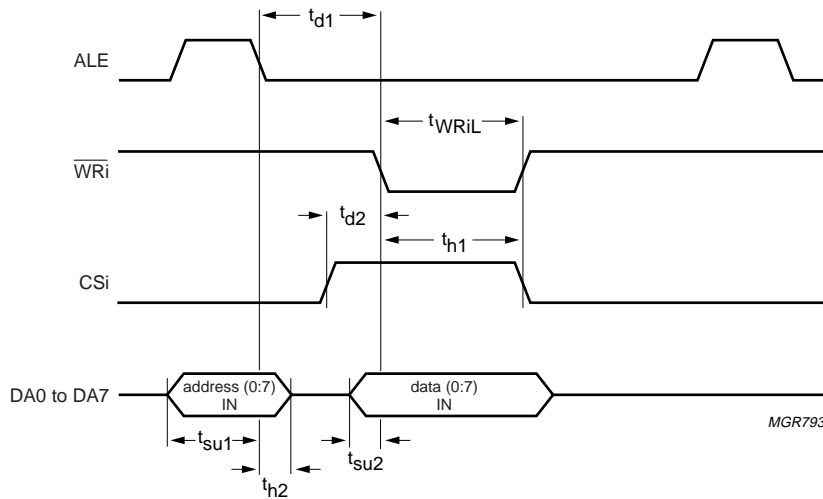 t_d1
ALE
t_WRiL
W̅R̅i̅
t_d2
t_h1
CSi
DA0 to DA7
address (0:7)
IN
data (0:7)
IN
MGR793
t_su1
t_su2
t_h2